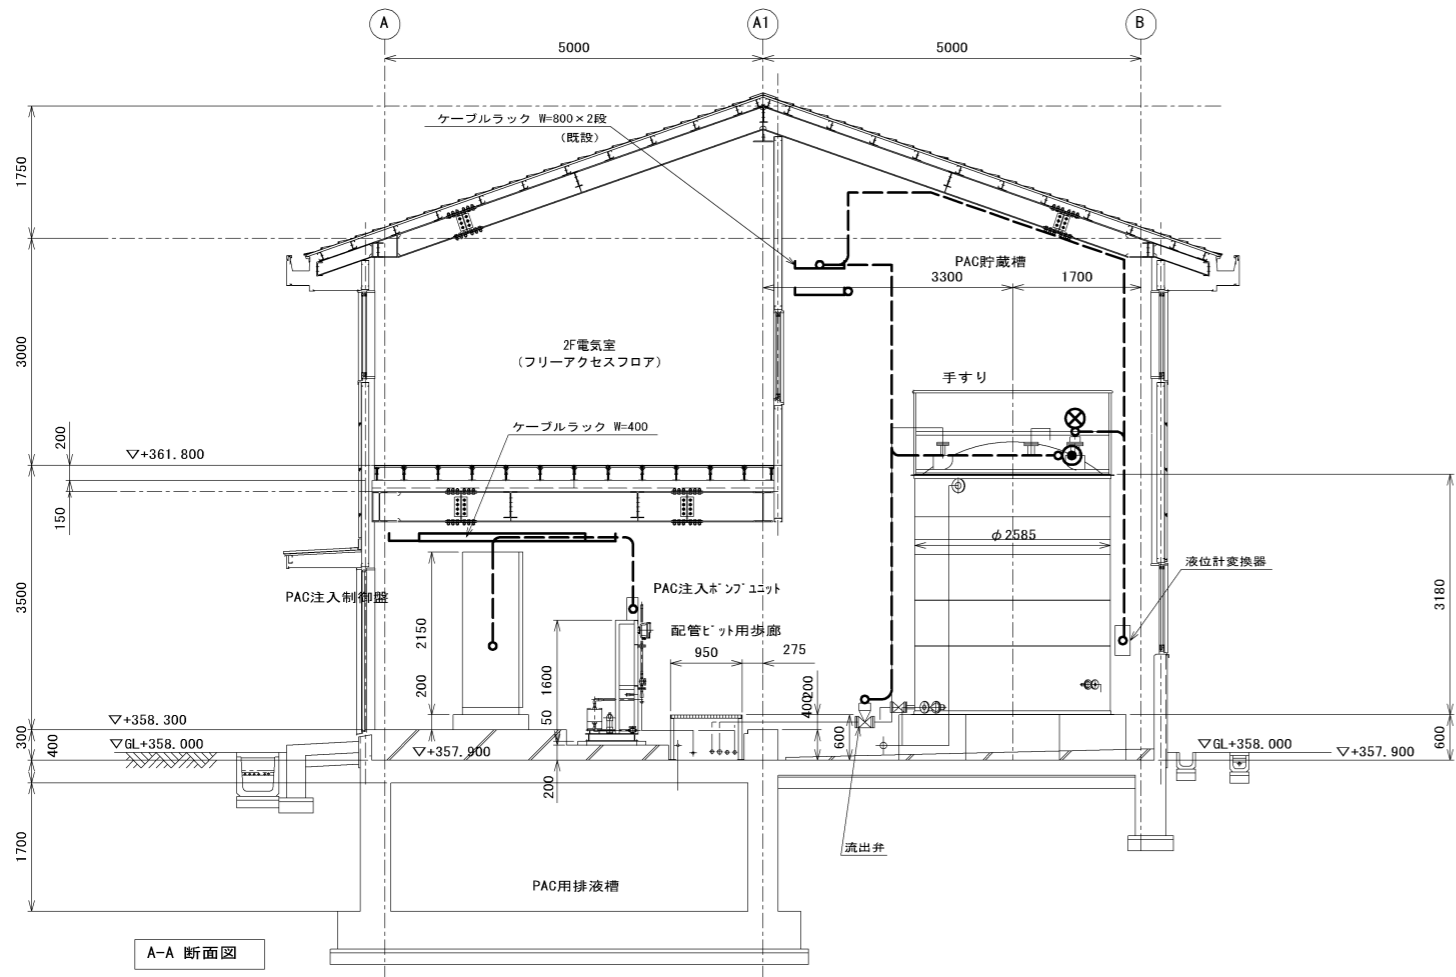 A
A1
B
5000
5000
ケーブルラック W=800×2段
(既設)
1750
PAC貯蔵槽
3300
1700
3000
2F電気室
(フリーアクセスフロア)
手すり
ケーブルラック W=400
200
▽+361.800
150
φ2585
液位計変換器
3500
PAC注入制御盤
PAC注入ポンプユニット
3180
2150
配管ピット用歩廊
950
275
1600
200
50
200
400
600
▽+358.300
▽GL+358.000
300
400
▽+357.900
▽GL+358.000
▽+357.900
600
200
1700
流出弁
PAC用排液槽
A-A 断面図